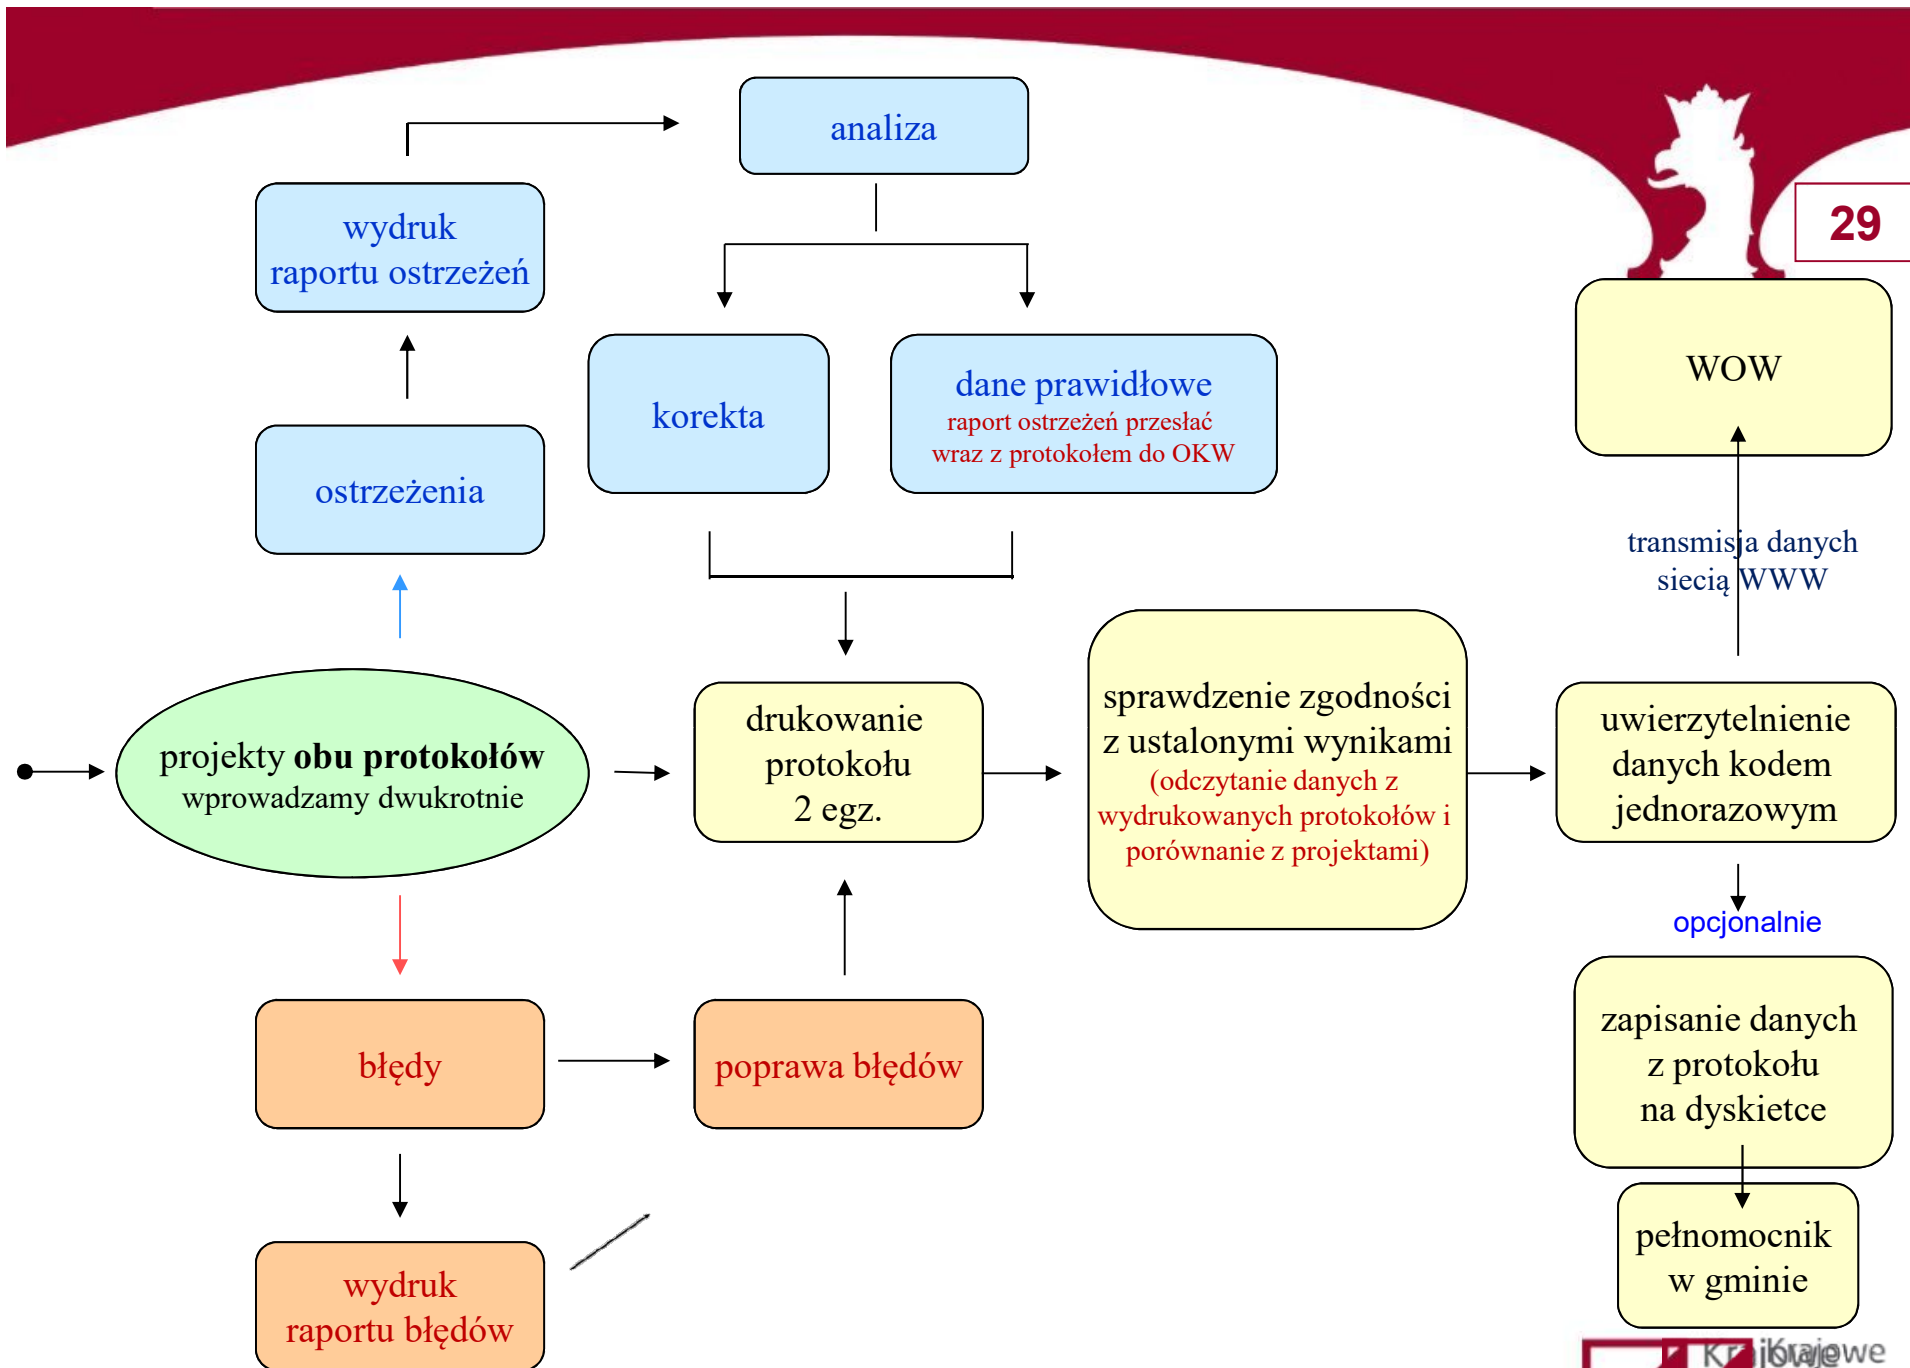 29
analiza
wydruk
raportu ostrzeżeń
korekta
dane prawidłowe
raport ostrzeżeń przesłać
wraz z protokołem do OKW
WOW
ostrzeżenia
transmisja danych
siecią WWW
projekty obu protokołów
wprowadzamy dwukrotnie
drukowanie
protokołu
2 egz.
sprawdzenie zgodności
z ustalonymi wynikami
(odczytanie danych z
wydrukowanych protokołów i
porównanie z projektami)
uwierzytelnienie
danych kodem
jednorazowym
opcjonalnie
błędy
poprawa błędów
zapisanie danych
z protokołu
na dyskietce
wydruk
raportu błędów
pełnomocnik
w gminie
Krajowe